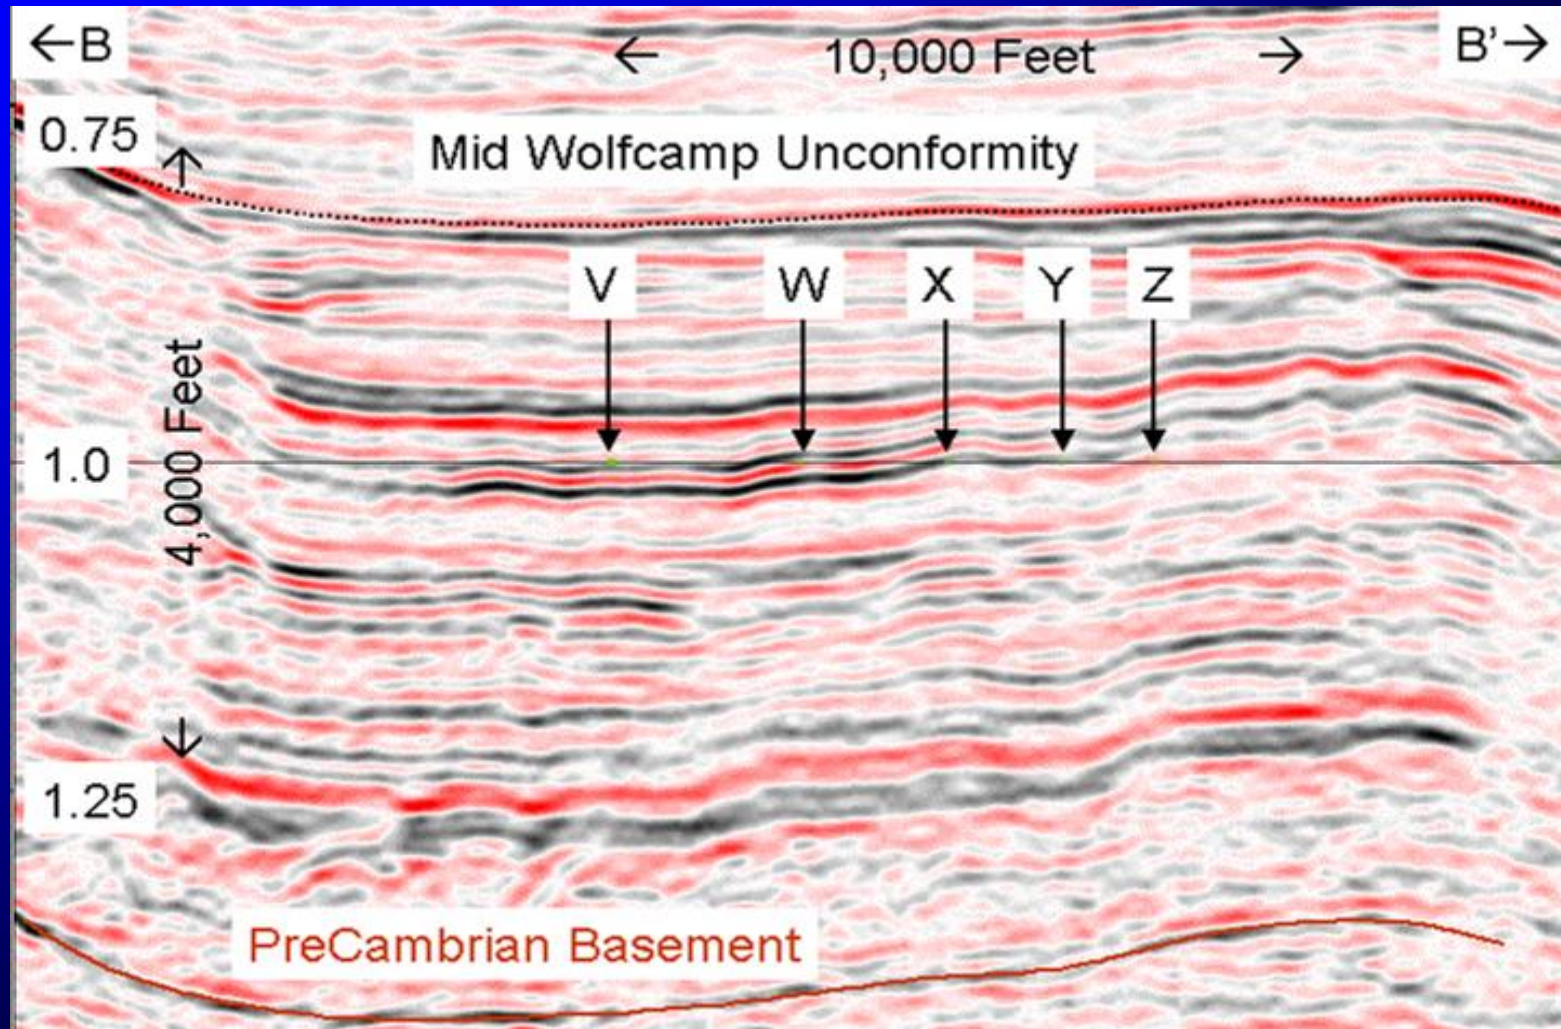 ←B
10,000 Feet
B'→
0.75
Mid Wolfcamp Unconformity
V
W
X
Y
Z
4,000 Feet
1.0
1.25
PreCambrian Basement